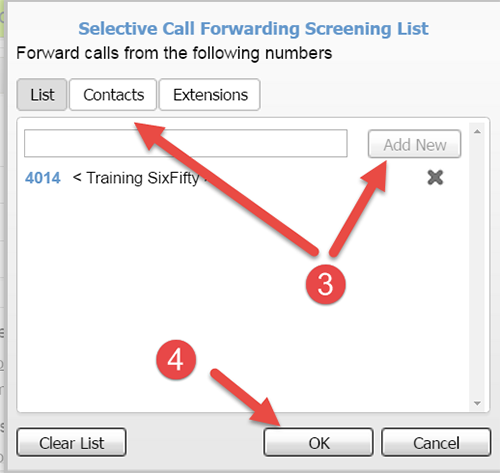 Selective Call Forwarding Screening List
Forward calls from the following numbers
List Contacts Extensions
Add New
4014 < Training SixFifty
3
4
Clear List OK Cancel